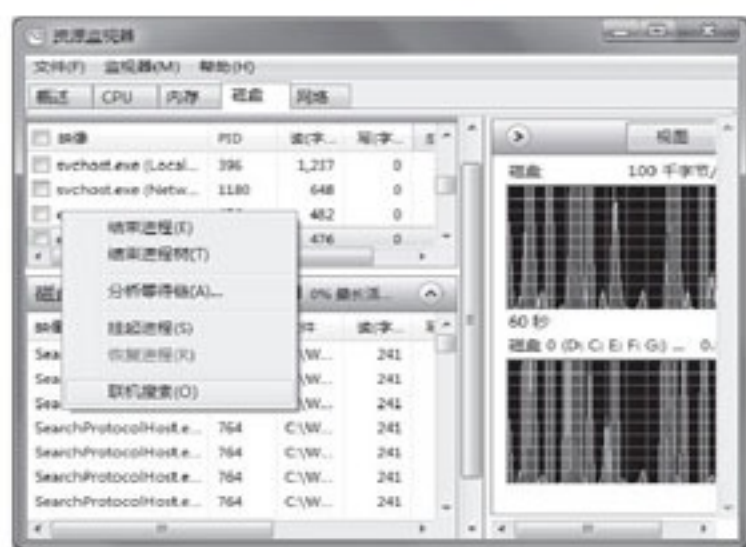 资源监视器
文件(F) 监视器(M) 帮助(H)
概述 CPU 内存 磁盘 网络
映像 PID 读(字... 写(字...
svchost.exe (Local... 396 1,237 0
svchost.exe (Netw... 1180 648 0
482 0
476 0
结束进程(E)
结束进程树(T)
分析等待链(A)...
挂起进程(S)
恢复进程(R)
联机搜索(O)
0% 最长活...
读(字...
Sea \W... 241
Sea \W... 241
Sea \W... 241
SearchProtocolHost.e... 764 C:\W... 241
SearchProtocolHost.e... 764 C:\W... 241
SearchProtocolHost.e... 764 C:\W... 241
SearchProtocolHost.e... 764 C:\W... 241
视图
磁盘 100 千字节/
60 秒
磁盘 0 (D: C: E: F: G:) ... 0.